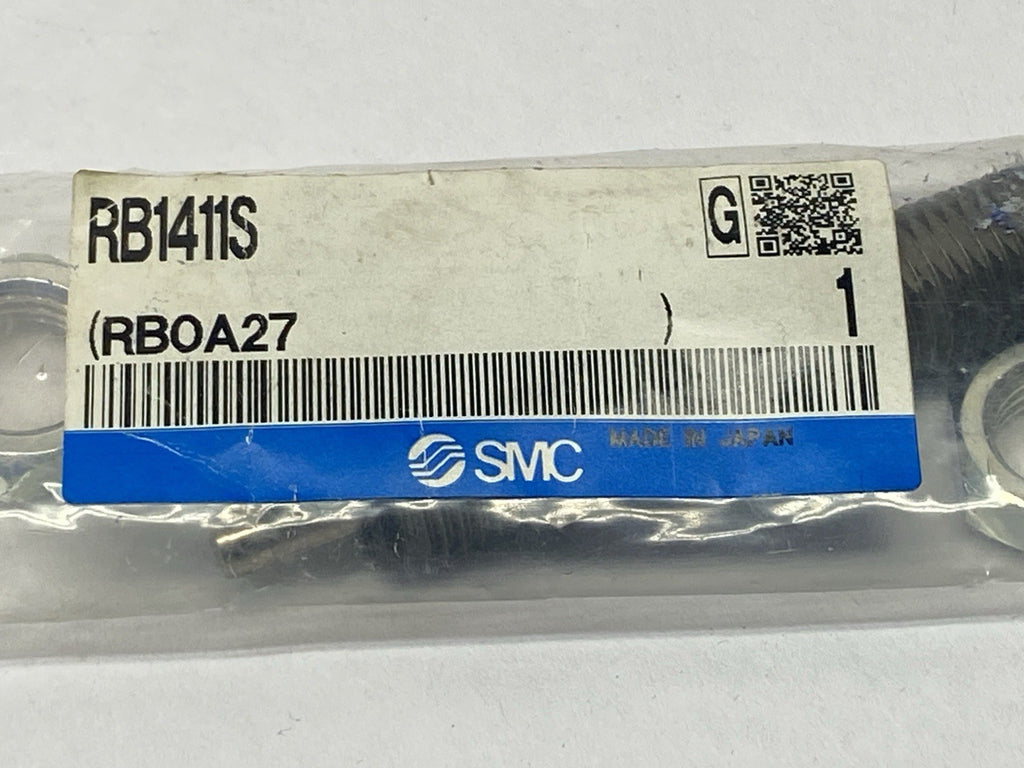 RB1411S
G
(RBOA27 )
1
SMC
MADE IN JAPAN